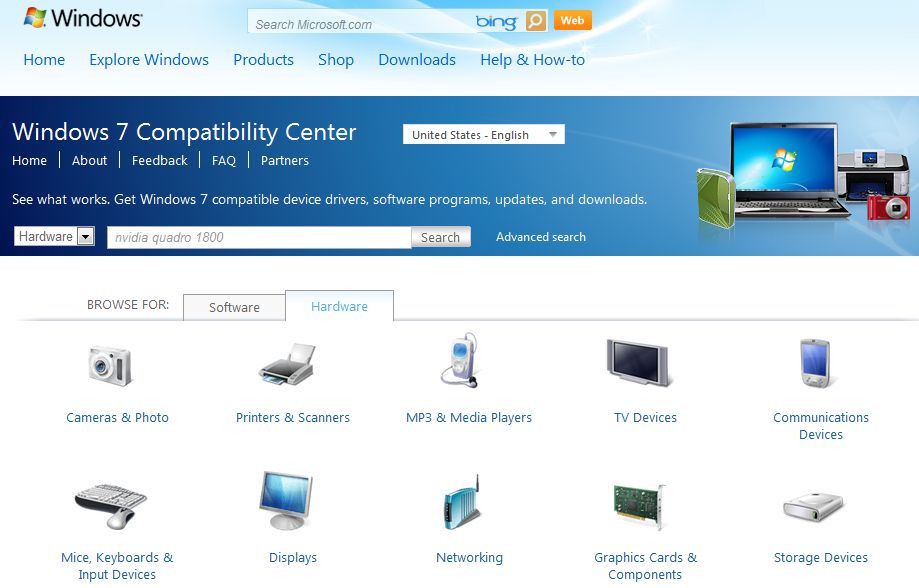 Windows
Search Microsoft.com bing Web
Home Explore Windows Products Shop Downloads Help & How-to
Windows 7 Compatibility Center
United States - English
Home About Feedback FAQ Partners
See what works. Get Windows 7 compatible device drivers, software programs, updates, and downloads.
Hardware nvidia quadro 1800 Search Advanced search
BROWSE FOR: Software Hardware
Cameras & Photo Printers & Scanners MP3 & Media Players TV Devices Communications
Devices
Mice, Keyboards & Displays Networking Graphics Cards & Storage Devices
Input Devices Components